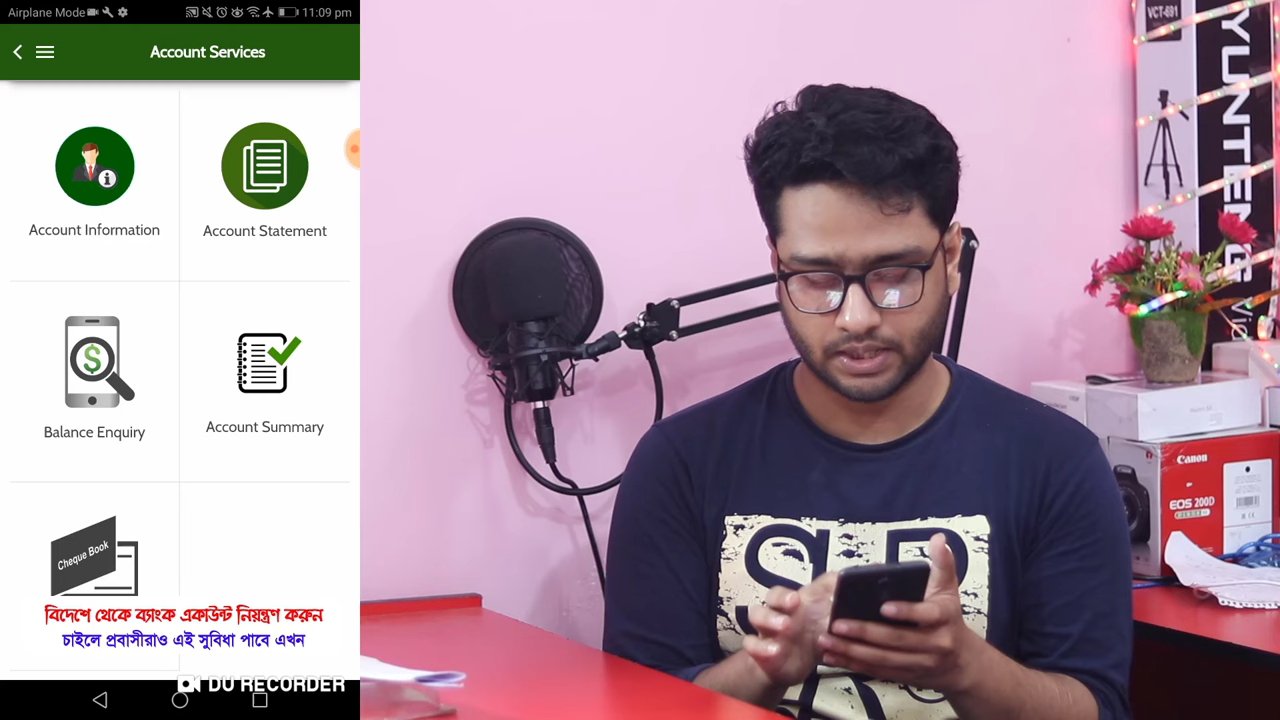 Airplane Mode 11:09 pm
Account Services
Account Information
Account Statement
Balance Enquiry
Account Summary
Cheque Book
বিদেশে থেকে ব্যাংক একাউন্ট নিয়ন্ত্রণ করুন
চাইলে প্রবাসীরাও এই সুবিধা পাবে এখন
DU RECORDER
VCT-691
YUNTENG
Canon
EOS 200D